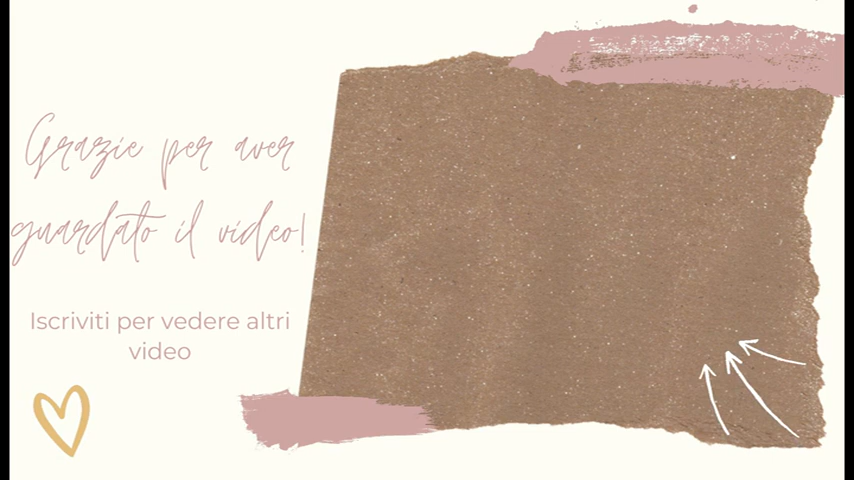 Grazie per aver
guardato il video!
Iscriviti per vedere altri
video